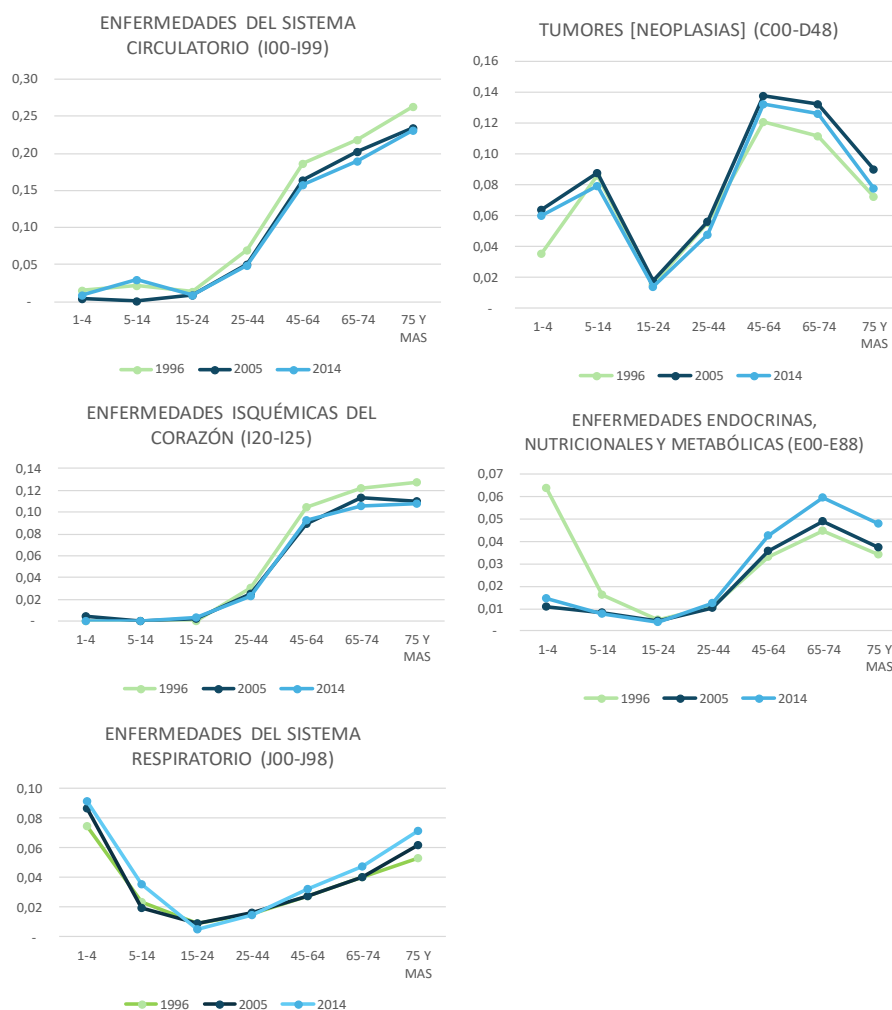 ENFERMEDADES DEL SISTEMA
CIRCULATORIO (I00-I99)
0,30
0,25
0,20
0,15
0,10
0,05
-
1-4 5-14 15-24 25-44 45-64 65-74 75 Y
MAS
1996 2005 2014
TUMORES [NEOPLASIAS] (C00-D48)
0,16
0,14
0,12
0,10
0,08
0,06
0,04
0,02
-
1-4 5-14 15-24 25-44 45-64 65-74 75 Y
MAS
1996 2005 2014
ENFERMEDADES ISQUÉMICAS DEL
CORAZÓN (I20-I25)
0,14
0,12
0,10
0,08
0,06
0,04
0,02
-
1-4 5-14 15-24 25-44 45-64 65-74 75 Y
MAS
1996 2005 2014
ENFERMEDADES ENDOCRINAS,
NUTRICIONALES Y METABÓLICAS (E00-E88)
0,07
0,06
0,05
0,04
0,03
0,02
0,01
-
1-4 5-14 15-24 25-44 45-64 65-74 75 Y
MAS
1996 2005 2014
ENFERMEDADES DEL SISTEMA
RESPIRATORIO (J00-J98)
0,10
0,08
0,06
0,04
0,02
-
1-4 5-14 15-24 25-44 45-64 65-74 75 Y
MAS
1996 2005 2014